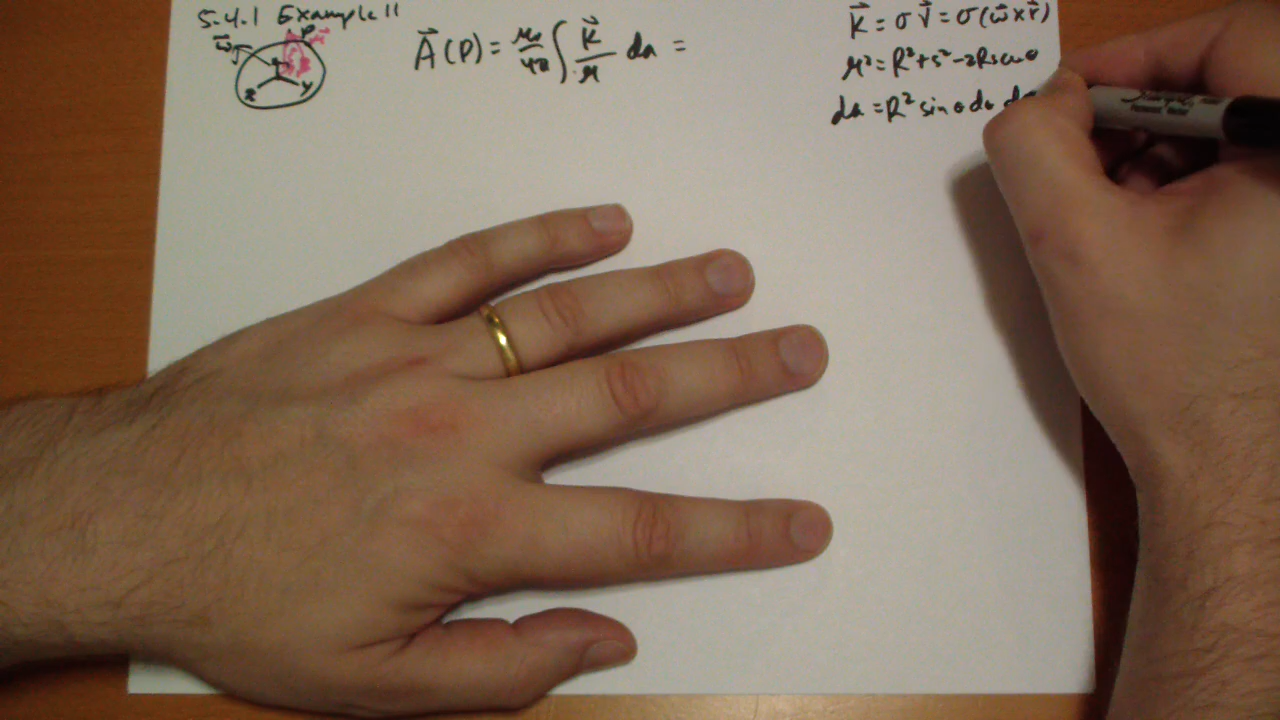 5.4.1 Example 11
P
ω⃗
x y
A⃗(P) = μ₀/4π ∫ K⃗/r da =
K⃗ = σ v⃗ = σ(ω⃗ x r⃗)
r² = R²+s²-2Rs cos θ
da = R² sin θ dθ d